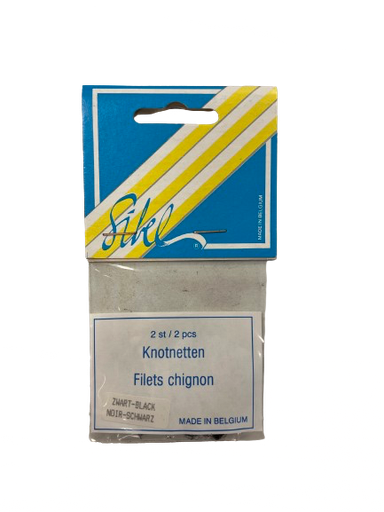 Sibel
MADE IN BELGIUM
2 st / 2 pcs
Knotnetten
Filets chignon
ZWART-BLACK
NOIR-SCHWARZ
MADE IN BELGIUM